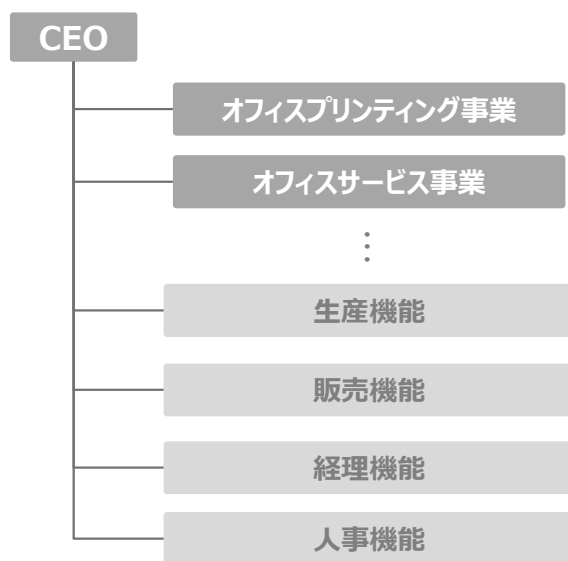 CEO
オフィスプリンティング事業
オフィスサービス事業
⋮
生産機能
販売機能
経理機能
人事機能